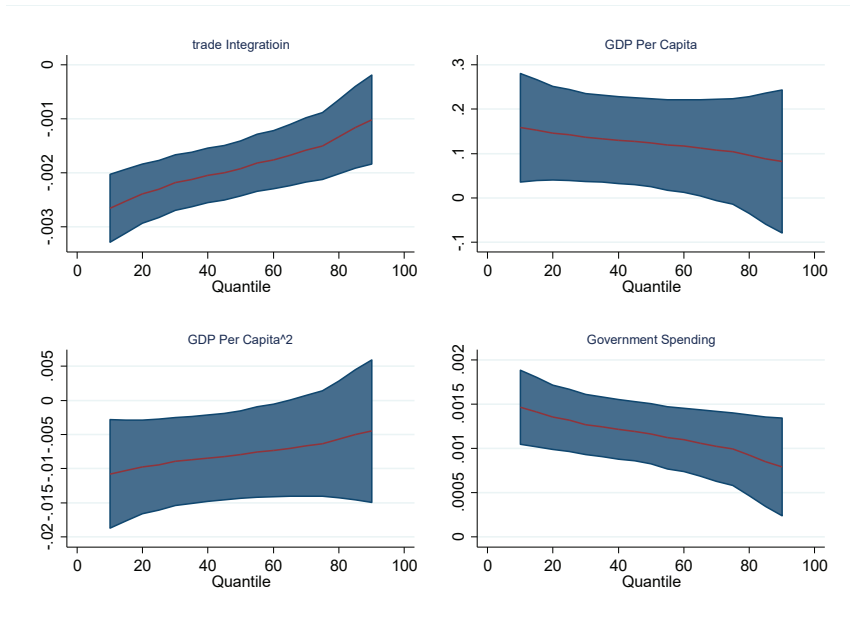 trade Integratioin
0
-.001
-.002
-.003
0 20 40 60 80 100
Quantile
GDP Per Capita
.3
.2
.1
0
-.1
0 20 40 60 80 100
Quantile
GDP Per Capita^2
.005
0
-.005
-.01
-.015
-.02
0 20 40 60 80 100
Quantile
Government Spending
.002
.0015
.001
.0005
0
0 20 40 60 80 100
Quantile